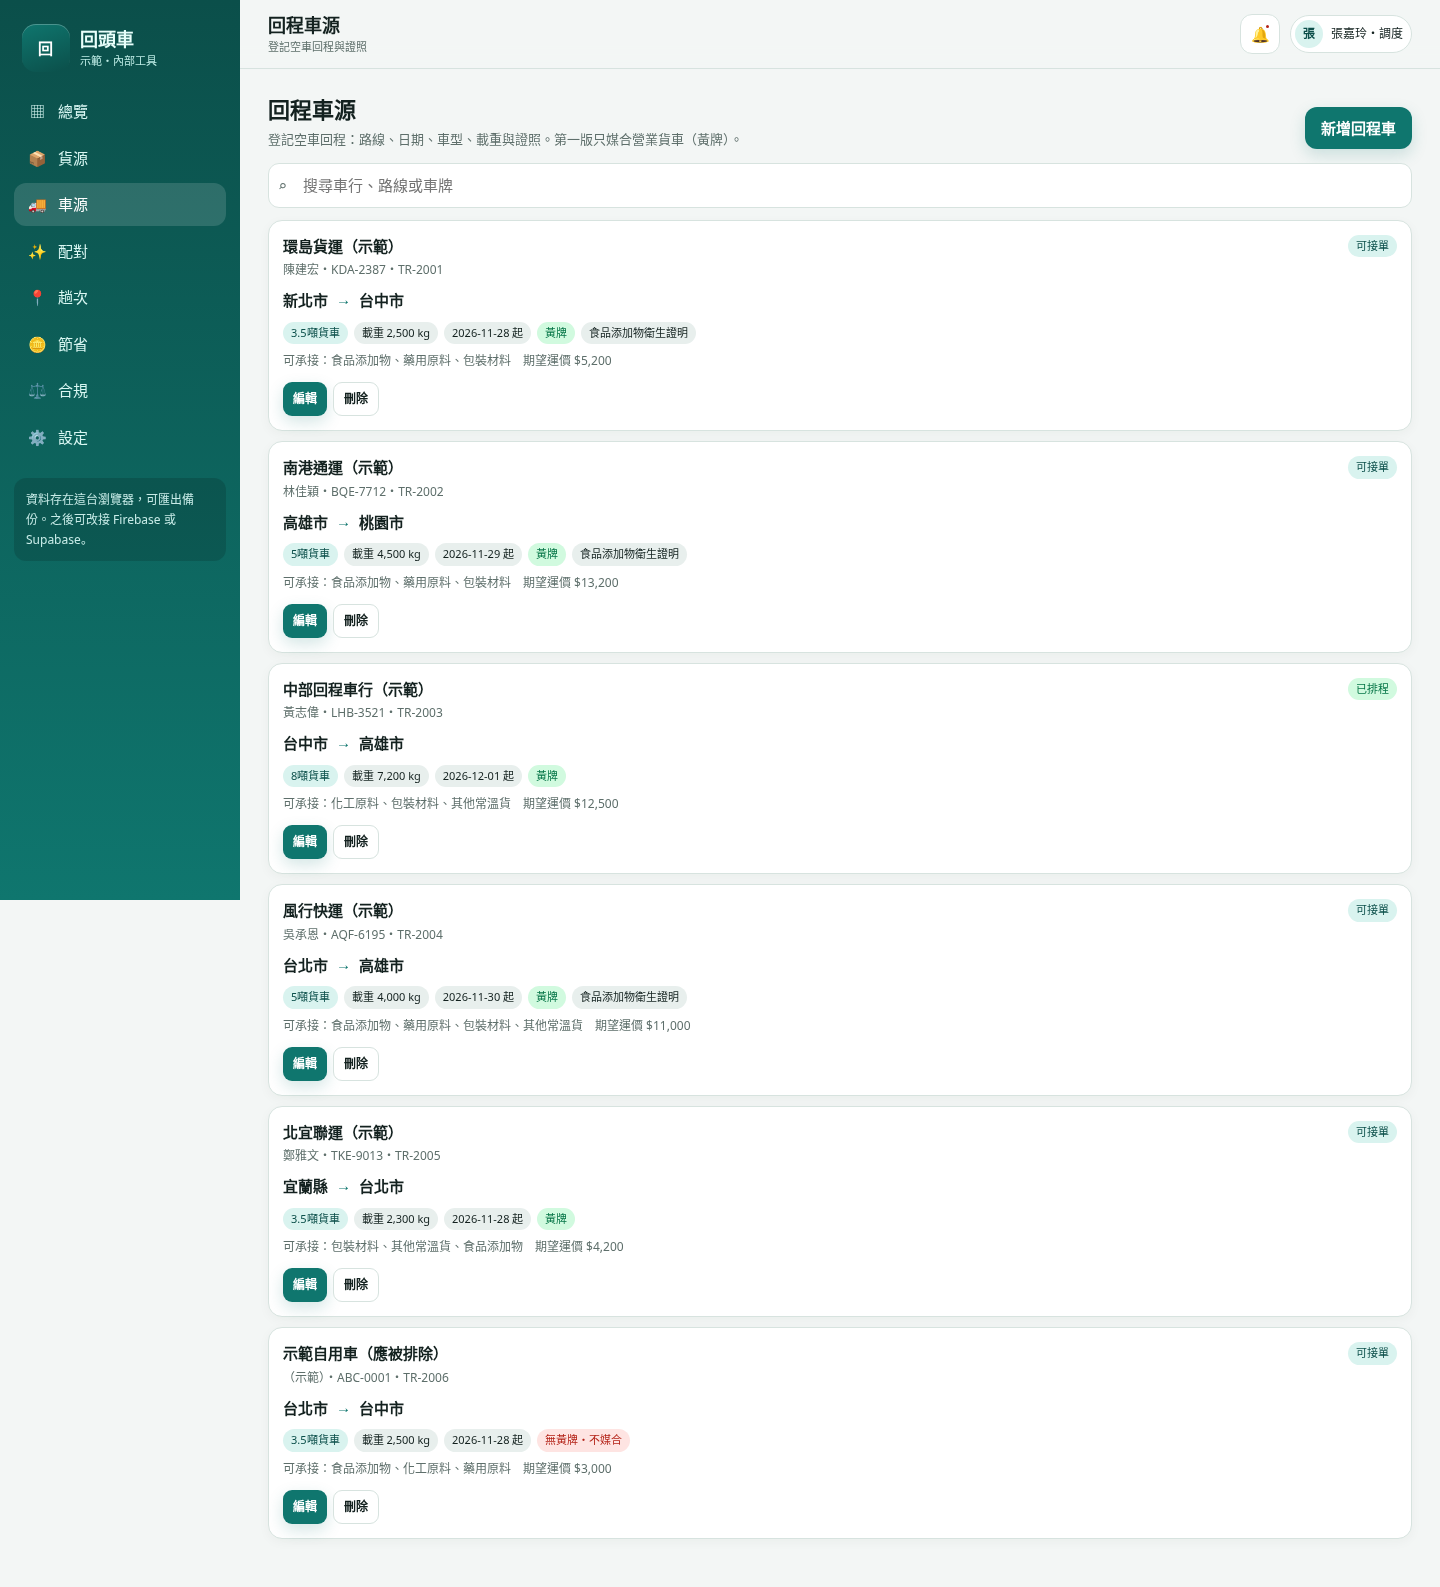 回
回頭車
示範・內部工具
總覽
貨源
車源
配對
趟次
節省
合規
設定
資料存在這台瀏覽器，可匯出備
份。之後可改接 Firebase 或
Supabase。
回程車源
登記空車回程與證照
張
張嘉玲・調度
回程車源
登記空車回程：路線、日期、車型、載重與證照。第一版只媒合營業貨車（黃牌）。
新增回程車
搜尋車行、路線或車牌
環島貨運（示範）
可接單
陳建宏・KDA-2387・TR-2001
新北市 → 台中市
3.5噸貨車 載重 2,500 kg 2026-11-28 起 黃牌 食品添加物衛生證明
可承接：食品添加物、藥用原料、包裝材料 期望運價 $5,200
編輯 刪除
南港通運（示範）
可接單
林佳穎・BQE-7712・TR-2002
高雄市 → 桃園市
5噸貨車 載重 4,500 kg 2026-11-29 起 黃牌 食品添加物衛生證明
可承接：食品添加物、藥用原料、包裝材料 期望運價 $13,200
編輯 刪除
中部回程車行（示範）
已排程
黃志偉・LHB-3521・TR-2003
台中市 → 高雄市
8噸貨車 載重 7,200 kg 2026-12-01 起 黃牌
可承接：化工原料、包裝材料、其他常溫貨 期望運價 $12,500
編輯 刪除
風行快運（示範）
可接單
吳承恩・AQF-6195・TR-2004
台北市 → 高雄市
5噸貨車 載重 4,000 kg 2026-11-30 起 黃牌 食品添加物衛生證明
可承接：食品添加物、藥用原料、包裝材料、其他常溫貨 期望運價 $11,000
編輯 刪除
北宜聯運（示範）
可接單
鄭雅文・TKE-9013・TR-2005
宜蘭縣 → 台北市
3.5噸貨車 載重 2,300 kg 2026-11-28 起 黃牌
可承接：包裝材料、其他常溫貨、食品添加物 期望運價 $4,200
編輯 刪除
示範自用車（應被排除）
可接單
（示範）・ABC-0001・TR-2006
台北市 → 台中市
3.5噸貨車 載重 2,500 kg 2026-11-28 起 無黃牌・不媒合
可承接：食品添加物、化工原料、藥用原料 期望運價 $3,000
編輯 刪除